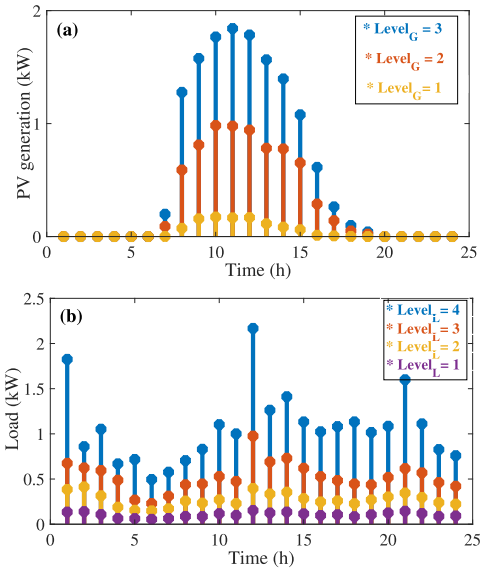 (a)
* Level_G = 3
* Level_G = 2
* Level_G = 1
PV generation (kW)
2
1
0
0 5 10 15 20 25
Time (h)
(b)
* Level_L = 4
* Level_L = 3
* Level_L = 2
* Level_L = 1
Load (kW)
2.5
2
1.5
1
0.5
0
0 5 10 15 20 25
Time (h)